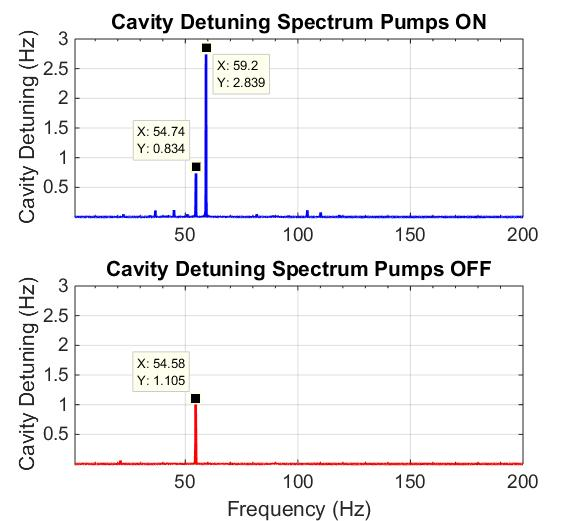 Cavity Detuning Spectrum Pumps ON
Cavity Detuning (Hz)
3
2.5
2
1.5
1
0.5
X: 59.2
Y: 2.839
X: 54.74
Y: 0.834
50 100 150 200
Cavity Detuning Spectrum Pumps OFF
Cavity Detuning (Hz)
3
2.5
2
1.5
1
0.5
X: 54.58
Y: 1.105
50 100 150 200
Frequency (Hz)